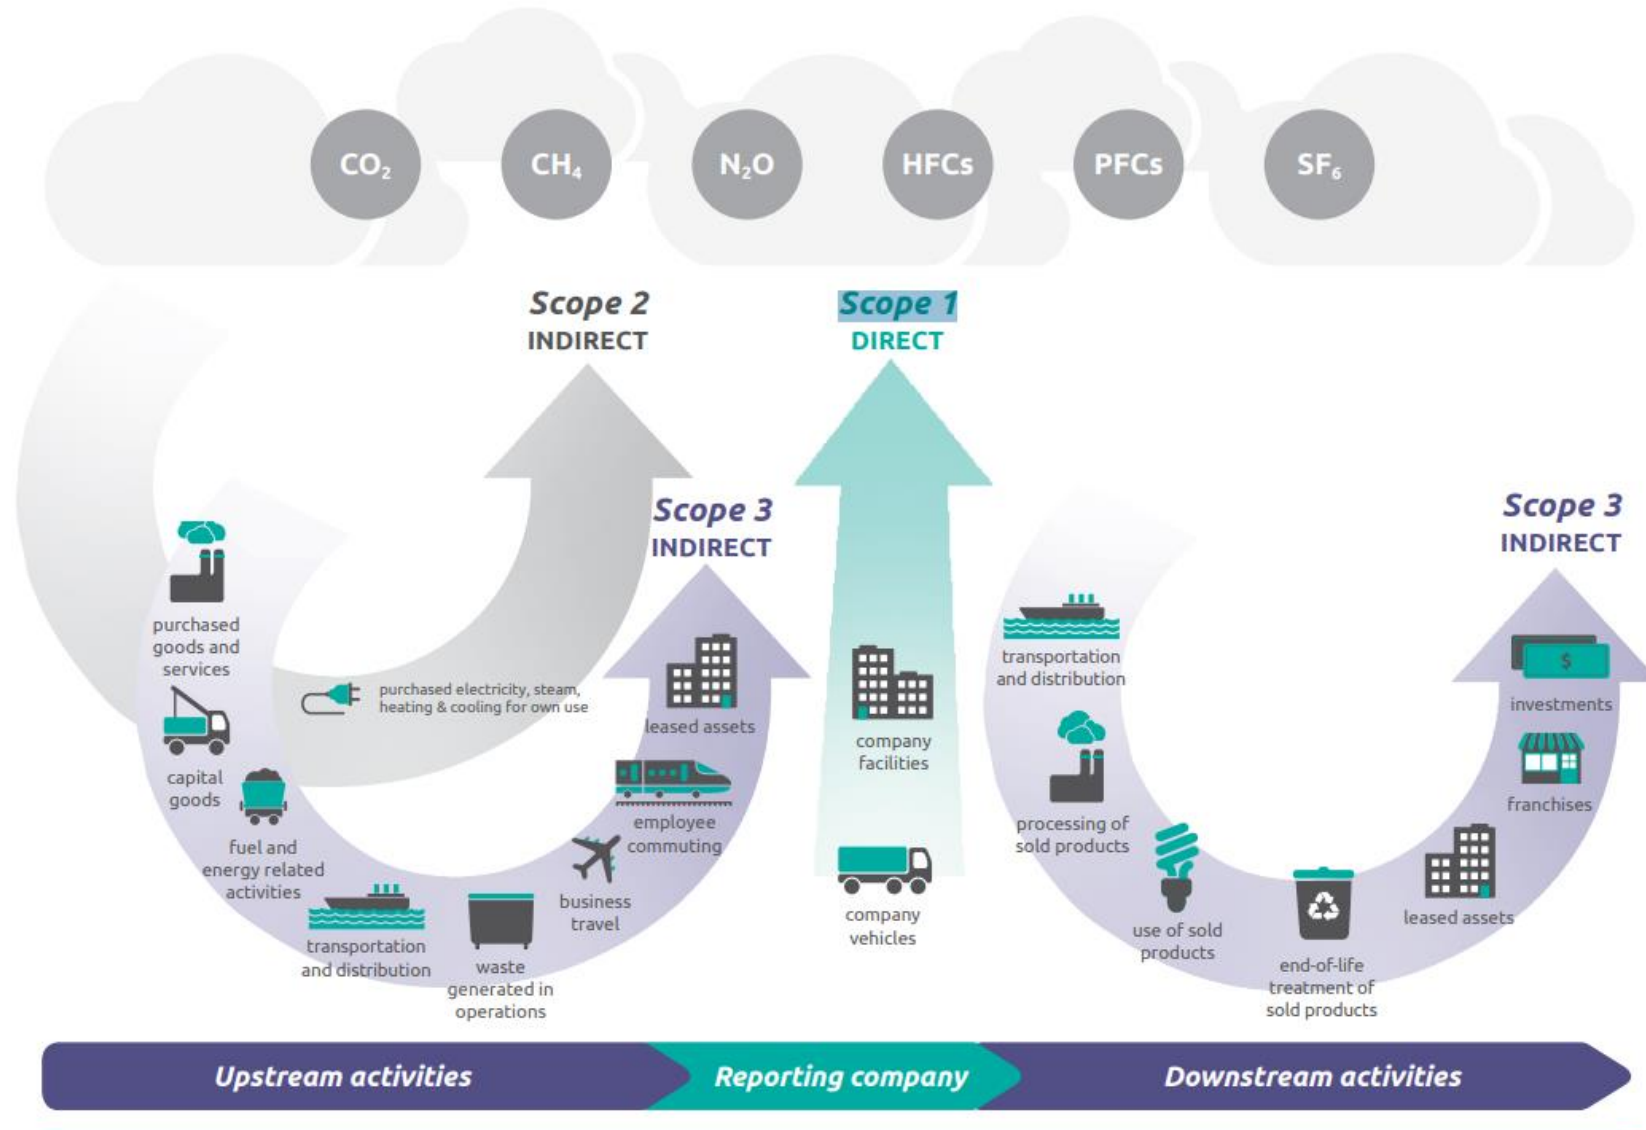 CO₂
CH₄
N₂O
HFCs
PFCs
SF₆
Scope 2
INDIRECT
Scope 1
DIRECT
Scope 3
INDIRECT
Scope 3
INDIRECT
purchased
goods and
services
capital
goods
fuel and
energy related
activities
transportation
and distribution
waste
generated in
operations
business
travel
employee
commuting
leased assets
purchased electricity, steam,
heating & cooling for own use
company
facilities
company
vehicles
transportation
and distribution
processing of
sold products
use of sold
products
end-of-life
treatment of
sold products
leased assets
franchises
investments
$
Upstream activities
Reporting company
Downstream activities